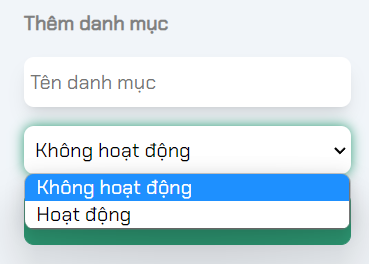 Thêm danh mục
Tên danh mục
Không hoạt động
Không hoạt động
Hoạt động